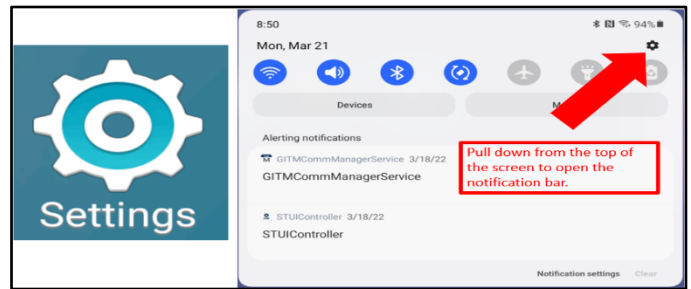 Settings
8:50
94%
Mon, Mar 21
Devices
Alerting notifications
GITMCommManagerService 3/18/22
GITMCommManagerService
Pull down from the top of
the screen to open the
notification bar.
STUIController 3/18/22
STUIController
Notification settings Clear